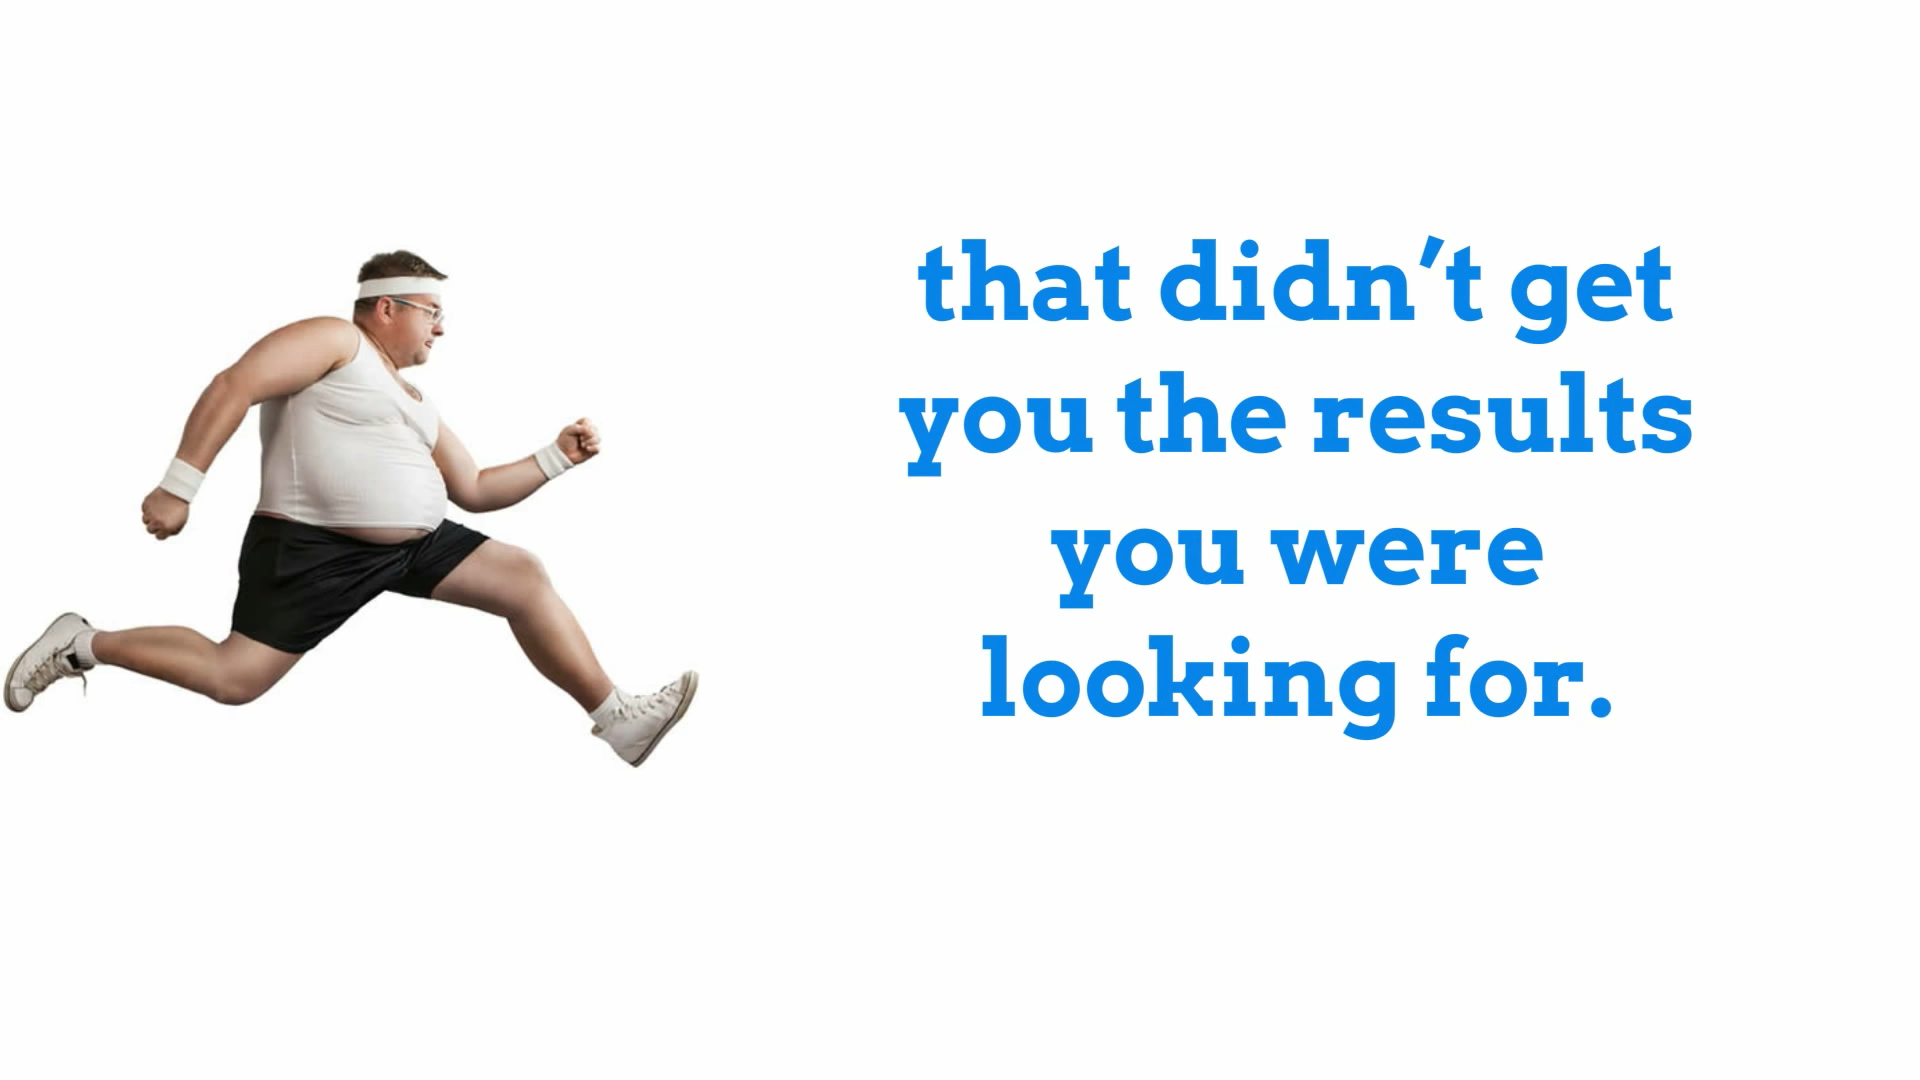 that didn’t get
you the results
you were
looking for.